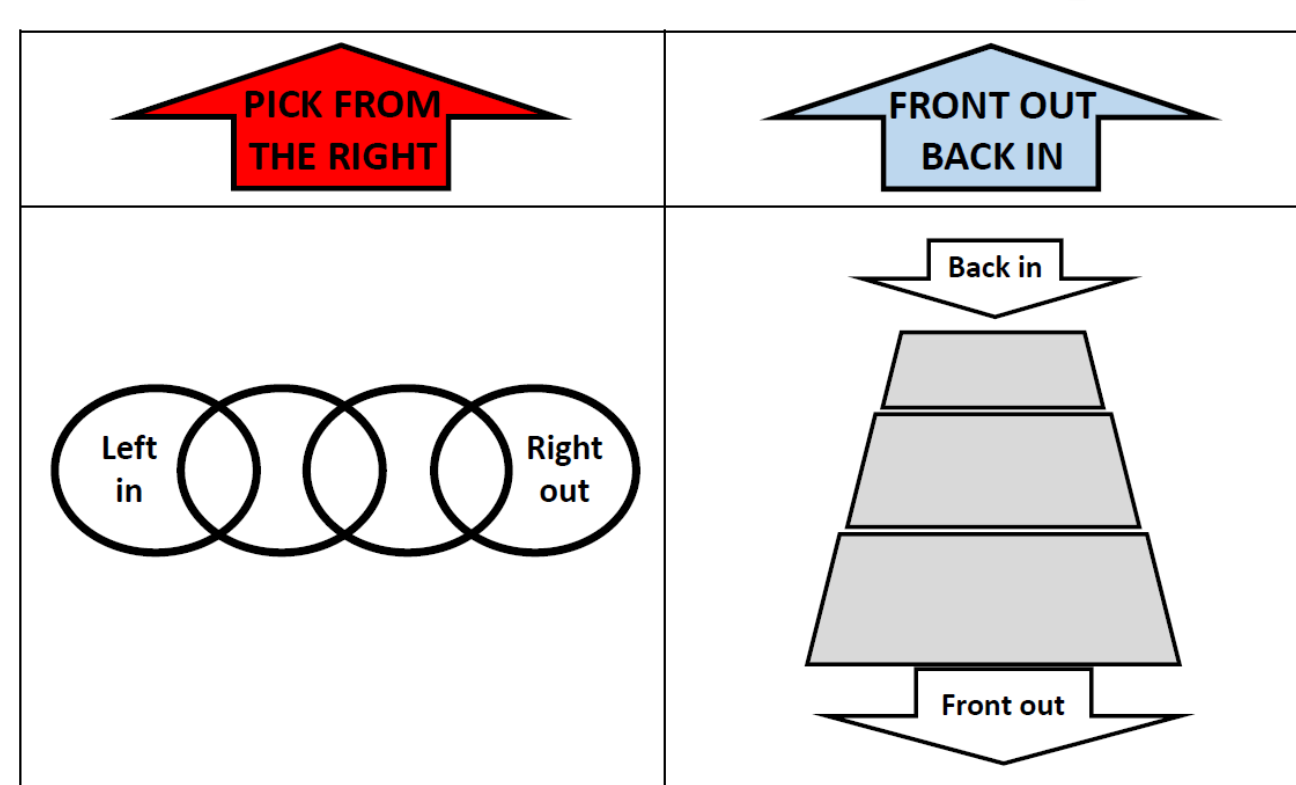 PICK FROM
THE RIGHT
FRONT OUT
BACK IN
Left
in
Right
out
Back in
Front out